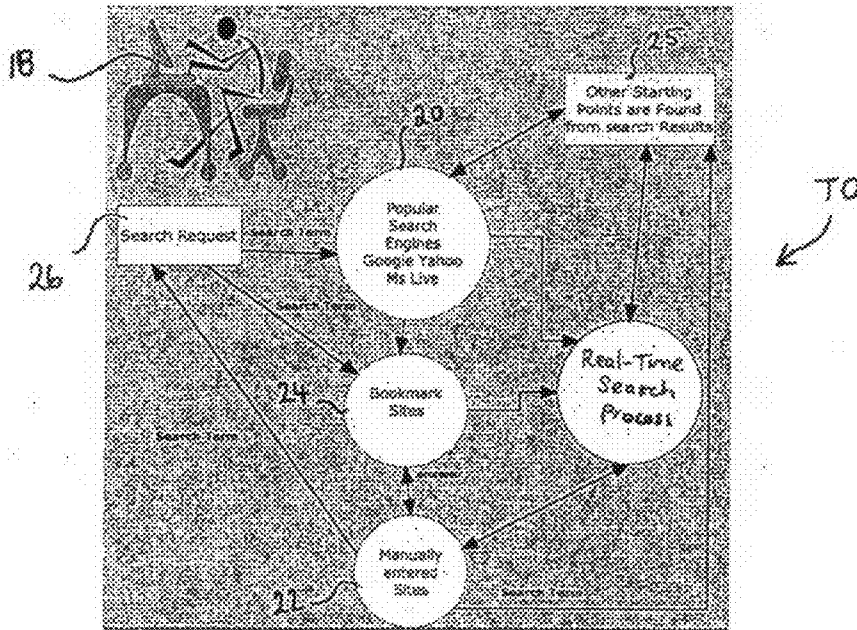 18
25
Other Starting
Points are Found
from search Results
20
TO
Popular
Search
Engines
Google Yahoo
Ms Live
Search Request
Search Term
26
Search Term
Real-Time
Search
Process
24
Bookmark
Sites
Search Term
Manually
entered
Sites
22
Search Term